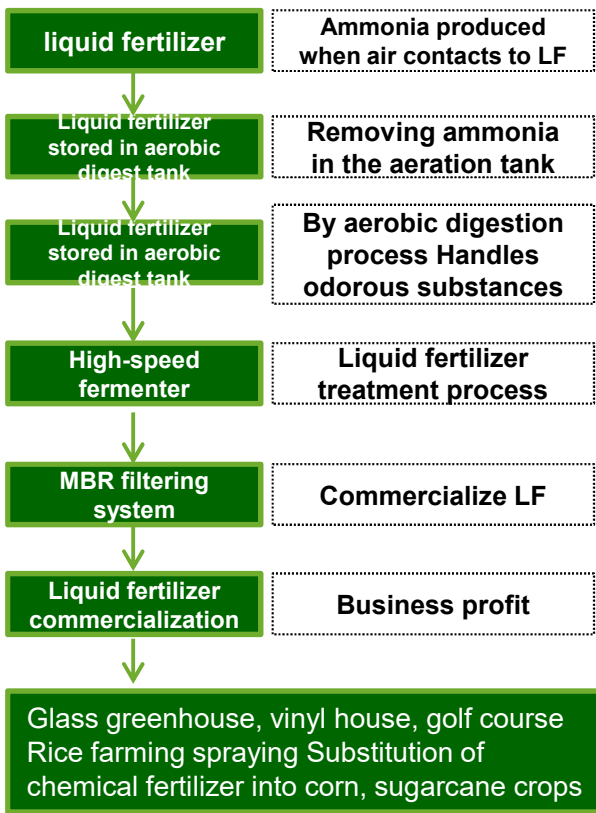 liquid fertilizer
Ammonia produced
when air contacts to LF
Liquid fertilizer
stored in aerobic
digest tank
Removing ammonia
in the aeration tank
Liquid fertilizer
stored in aerobic
digest tank
By aerobic digestion
process Handles
odorous substances
High-speed
fermenter
Liquid fertilizer
treatment process
MBR filtering
system
Commercialize LF
Liquid fertilizer
commercialization
Business profit
Glass greenhouse, vinyl house, golf course
Rice farming spraying Substitution of
chemical fertilizer into corn, sugarcane crops